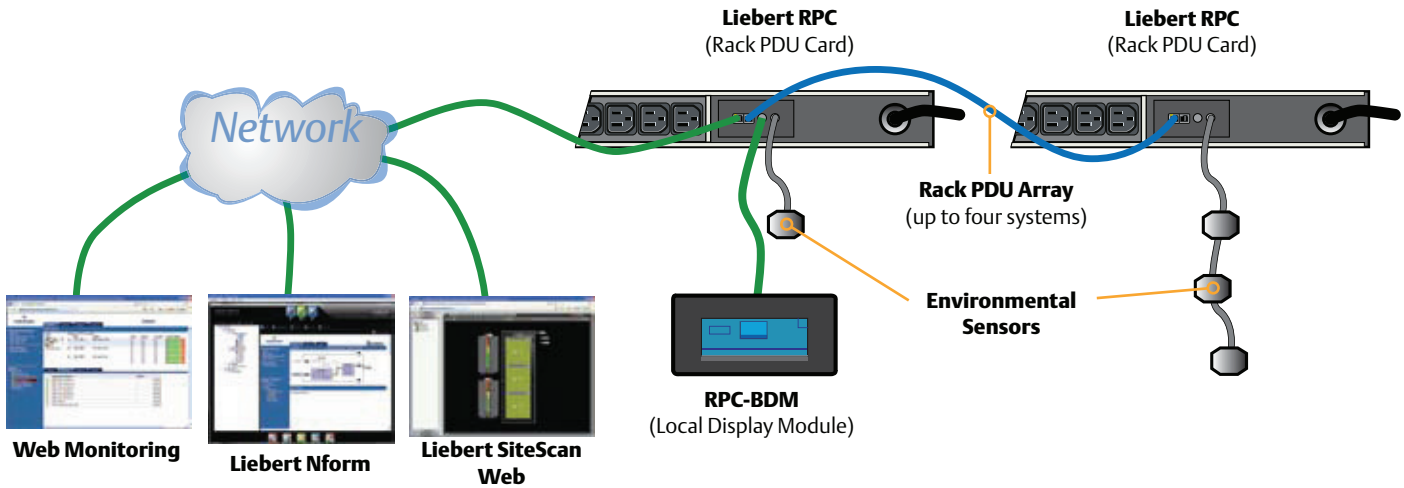 Liebert RPC
(Rack PDU Card)
Liebert RPC
(Rack PDU Card)
Network
Rack PDU Array
(up to four systems)
Environmental
Sensors
RPC-BDM
(Local Display Module)
Web Monitoring
Liebert Nform
Liebert SiteScan
Web